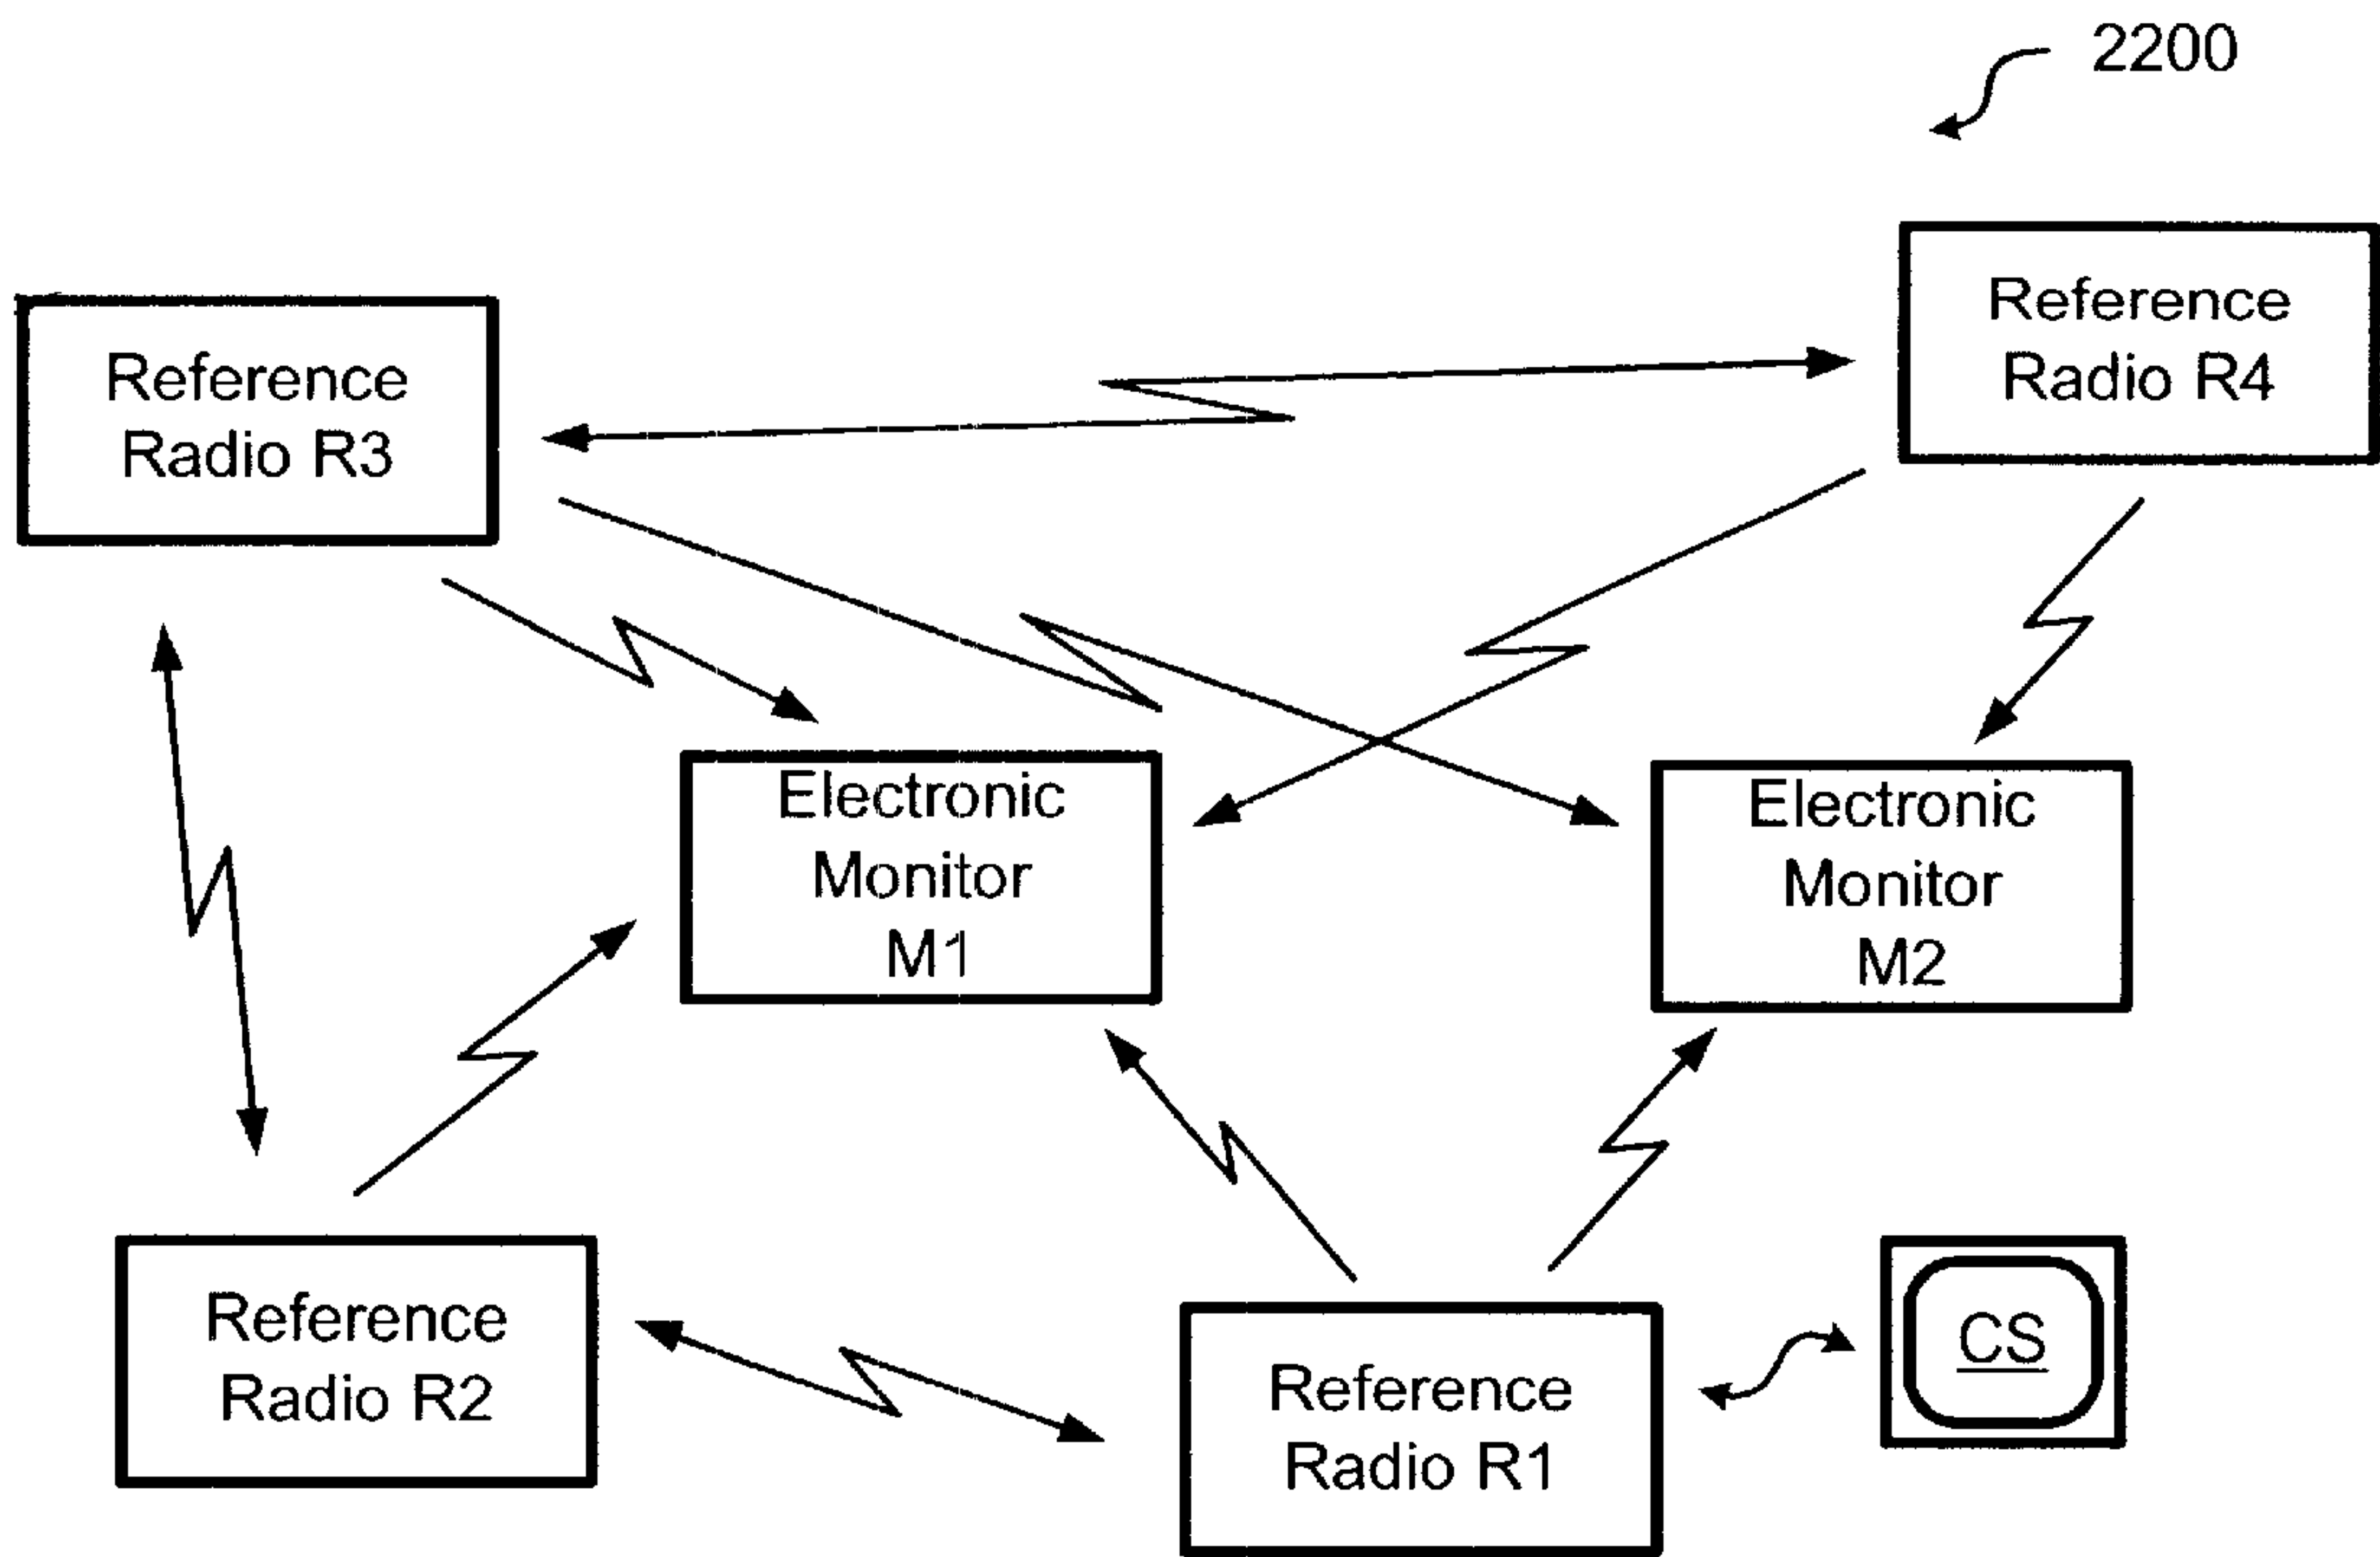 2200
Reference
Radio R4
Reference
Radio R3
Electronic
Monitor
M1
Electronic
Monitor
M2
Reference
Radio R2
Reference
Radio R1
CS